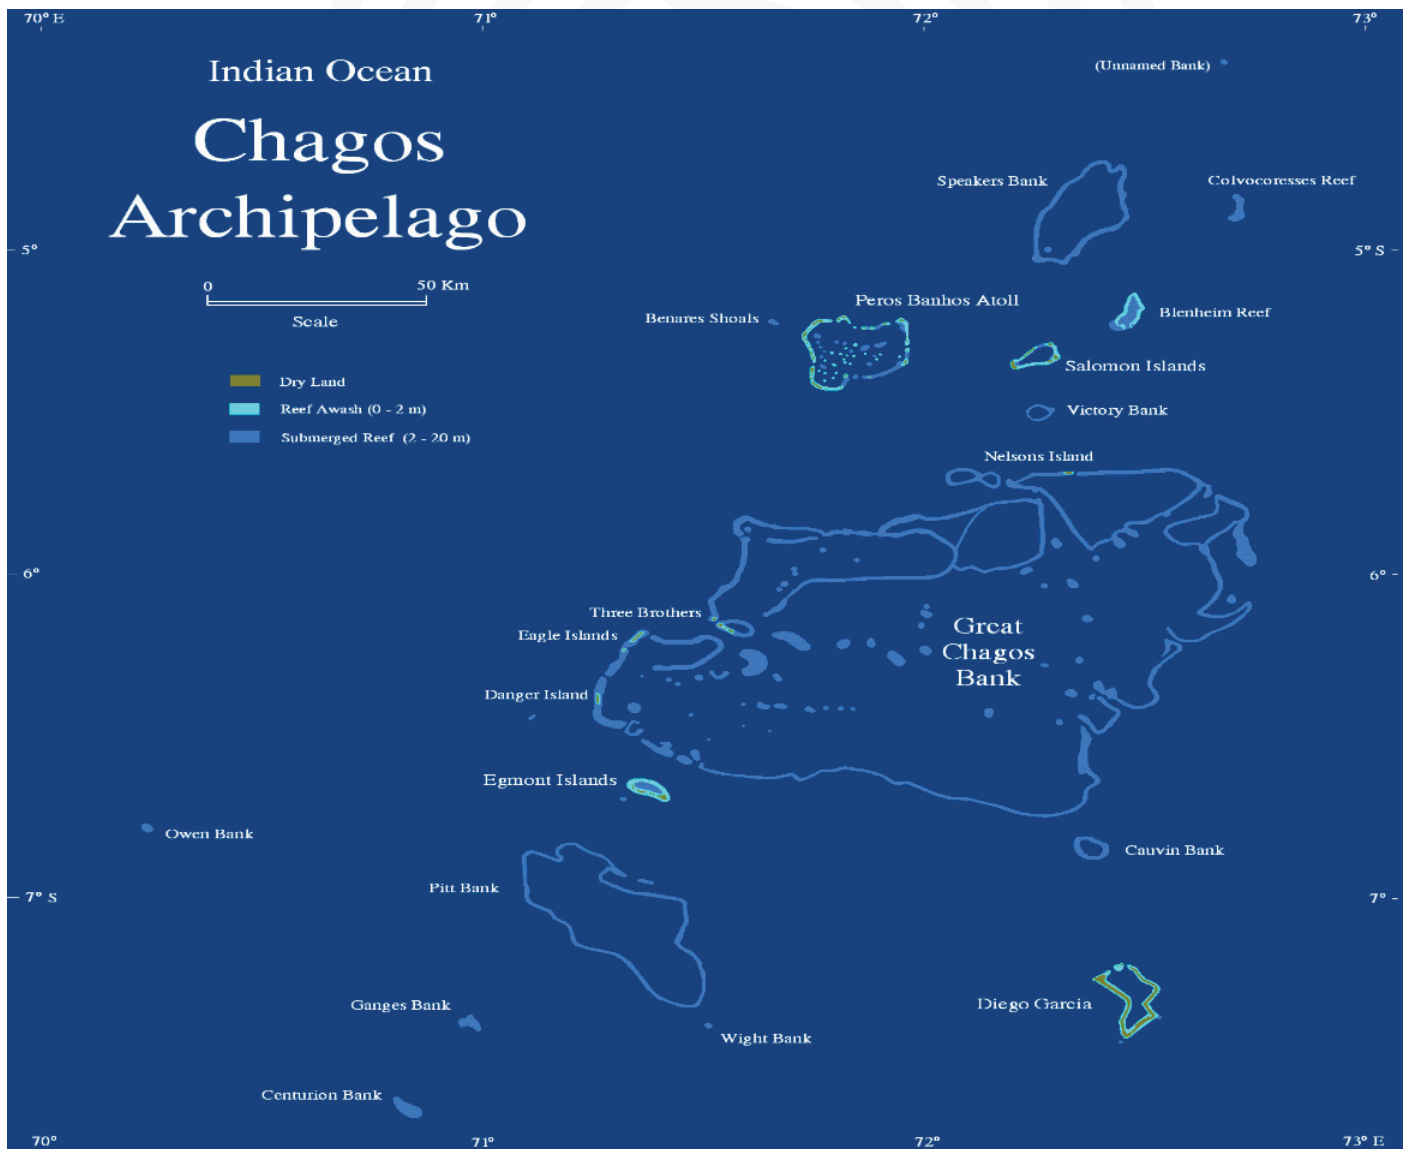 70° E
71°
72°
73°
Indian Ocean
(Unnamed Bank)
Chagos
Archipelago
Speakers Bank
Colvocoresses Reef
5°
5° S
0
50 Km
Scale
Peros Banhos Atoll
Benares Shoals
Blenheim Reef
Salomon Islands
Dry Land
Reef Awash (0 - 2 m)
Submerged Reef (2 - 20 m)
Victory Bank
Nelsons Island
6°
6°
Three Brothers
Eagle Islands
Great
Chagos
Bank
Danger Island
Egmont Islands
Owen Bank
Cauvin Bank
Pitt Bank
7° S
7°
Ganges Bank
Diego Garcia
Wight Bank
Centurion Bank
70°
71°
72°
73° E